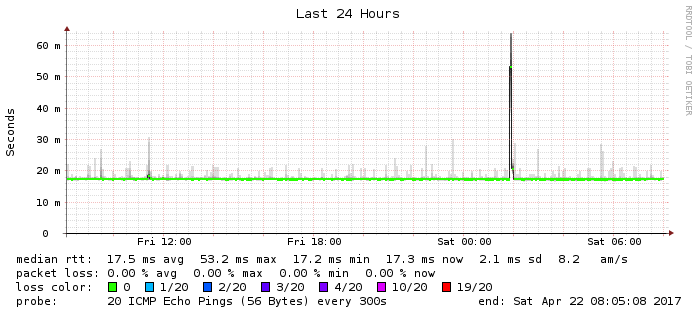 Last 24 Hours
RRDTOOL / TOBI OETIKER
Seconds
60 m
50 m
40 m
30 m
20 m
10 m
0
Fri 12:00 Fri 18:00 Sat 00:00 Sat 06:00
median rtt: 17.5 ms avg 53.2 ms max 17.2 ms min 17.3 ms now 2.1 ms sd 8.2 am/s
packet loss: 0.00 % avg 0.00 % max 0.00 % min 0.00 % now
loss color: 0 1/20 2/20 3/20 4/20 10/20 19/20
probe: 20 ICMP Echo Pings (56 Bytes) every 300s end: Sat Apr 22 08:05:08 2017